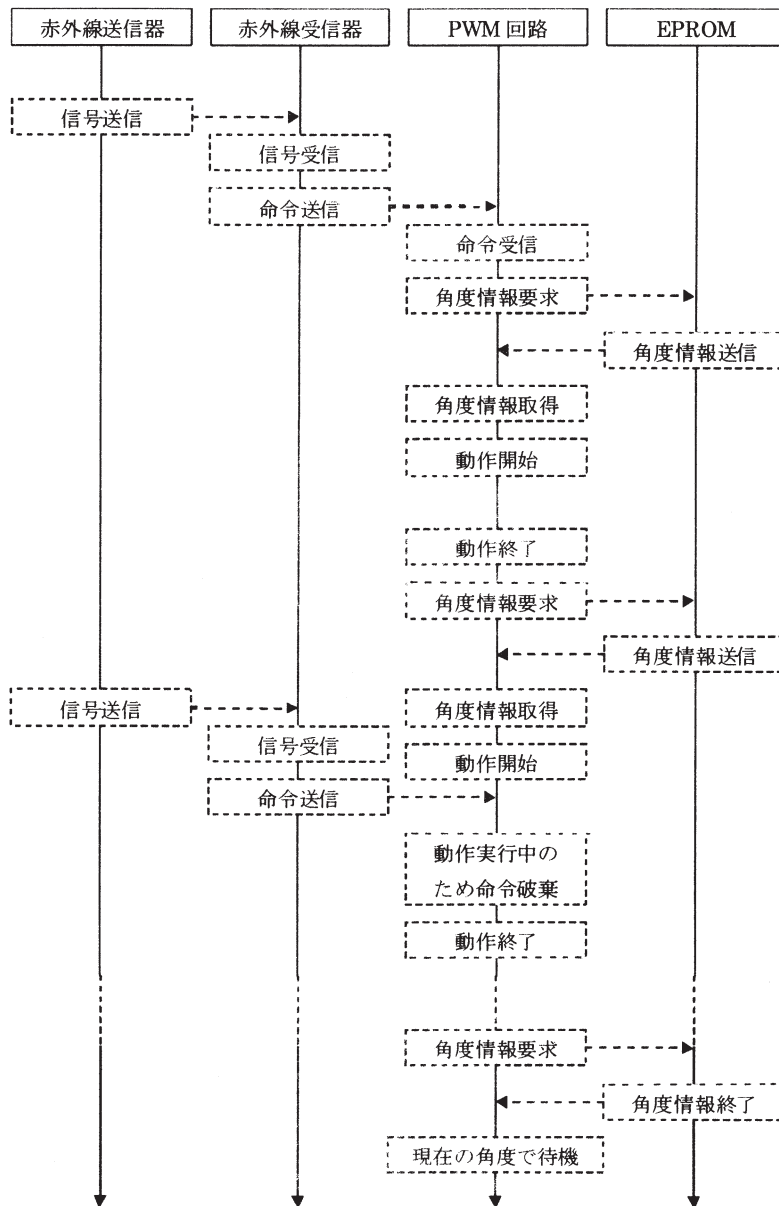 赤外線送信器
赤外線受信器
PWM 回路
EPROM
信号送信
信号受信
命令送信
命令受信
角度情報要求
角度情報送信
角度情報取得
動作開始
動作終了
角度情報要求
角度情報送信
信号送信
角度情報取得
信号受信
動作開始
命令送信
動作実行中の
ため命令破棄
動作終了
角度情報要求
角度情報終了
現在の角度で待機